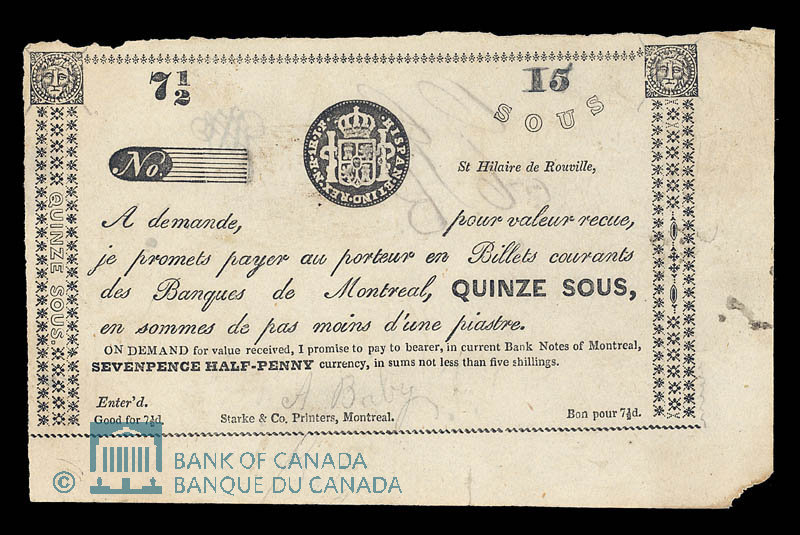 7½
15
SOUS
No.
HISPAN·ET IND·REX·N·R·
St Hilaire de Rouville,
A demande, pour valeur recue,
je promets payer au porteur en Billets courants
des Banques de Montreal, QUINZE SOUS,
en sommes de pas moins d'une piastre.
ON DEMAND for value received, I promise to pay to bearer, in current Bank Notes of Montreal,
SEVENPENCE HALF-PENNY currency, in sums not less than five shillings.
A Baby
Enter'd.
Good for 7½d.
Starke & Co. Printers, Montreal.
Bon pour 7½d.
QUINZE SOUS.
© BANK OF CANADA
BANQUE DU CANADA